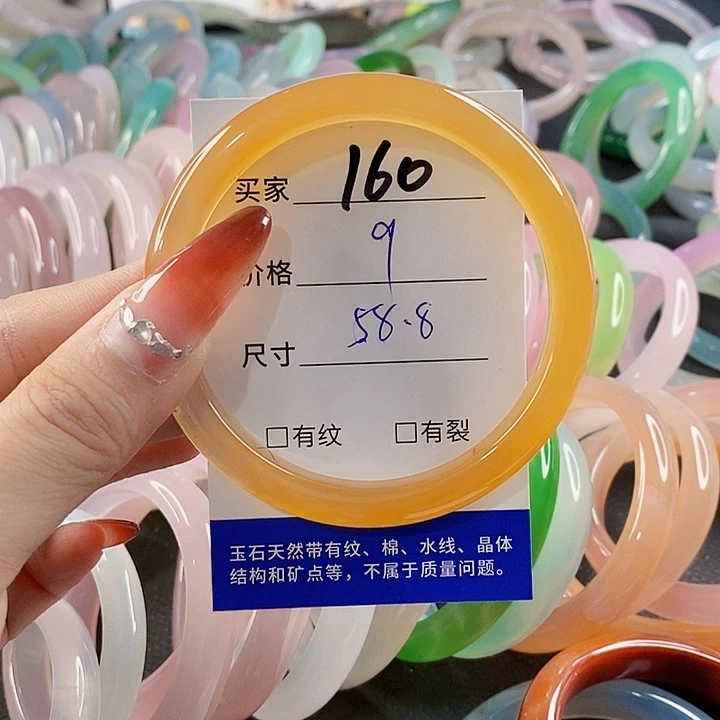 买家 160
价格 9
尺寸 58.8
□有纹 □有裂
玉石天然带有纹、棉、水线、晶体
结构和矿点等，不属于质量问题。